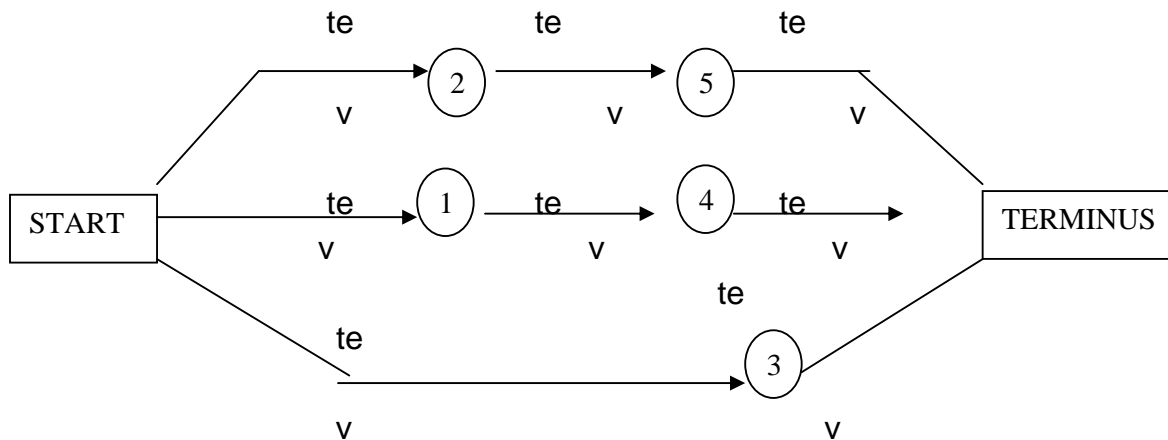 te te te
2 5
v v v
START te 1 te 4 te TERMINUS
v v v
te
te
3
v v